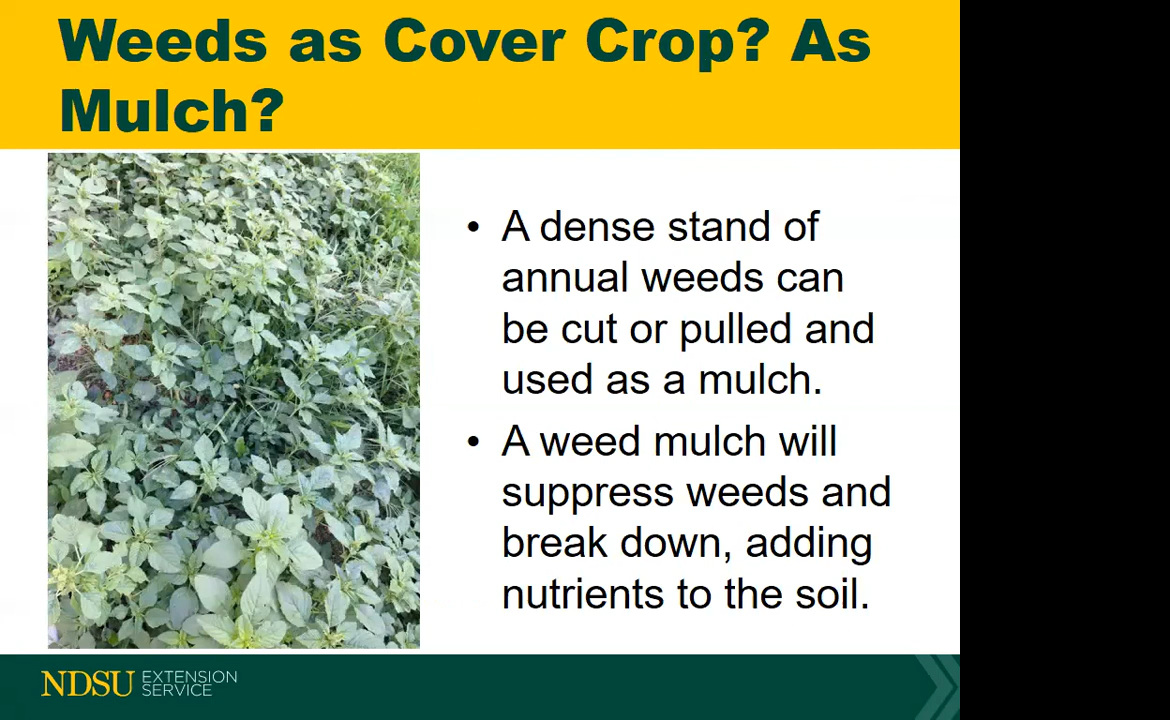 Weeds as Cover Crop? As
Mulch?
• A dense stand of
annual weeds can
be cut or pulled and
used as a mulch.
• A weed mulch will
suppress weeds and
break down, adding
nutrients to the soil.
NDSU EXTENSION
SERVICE